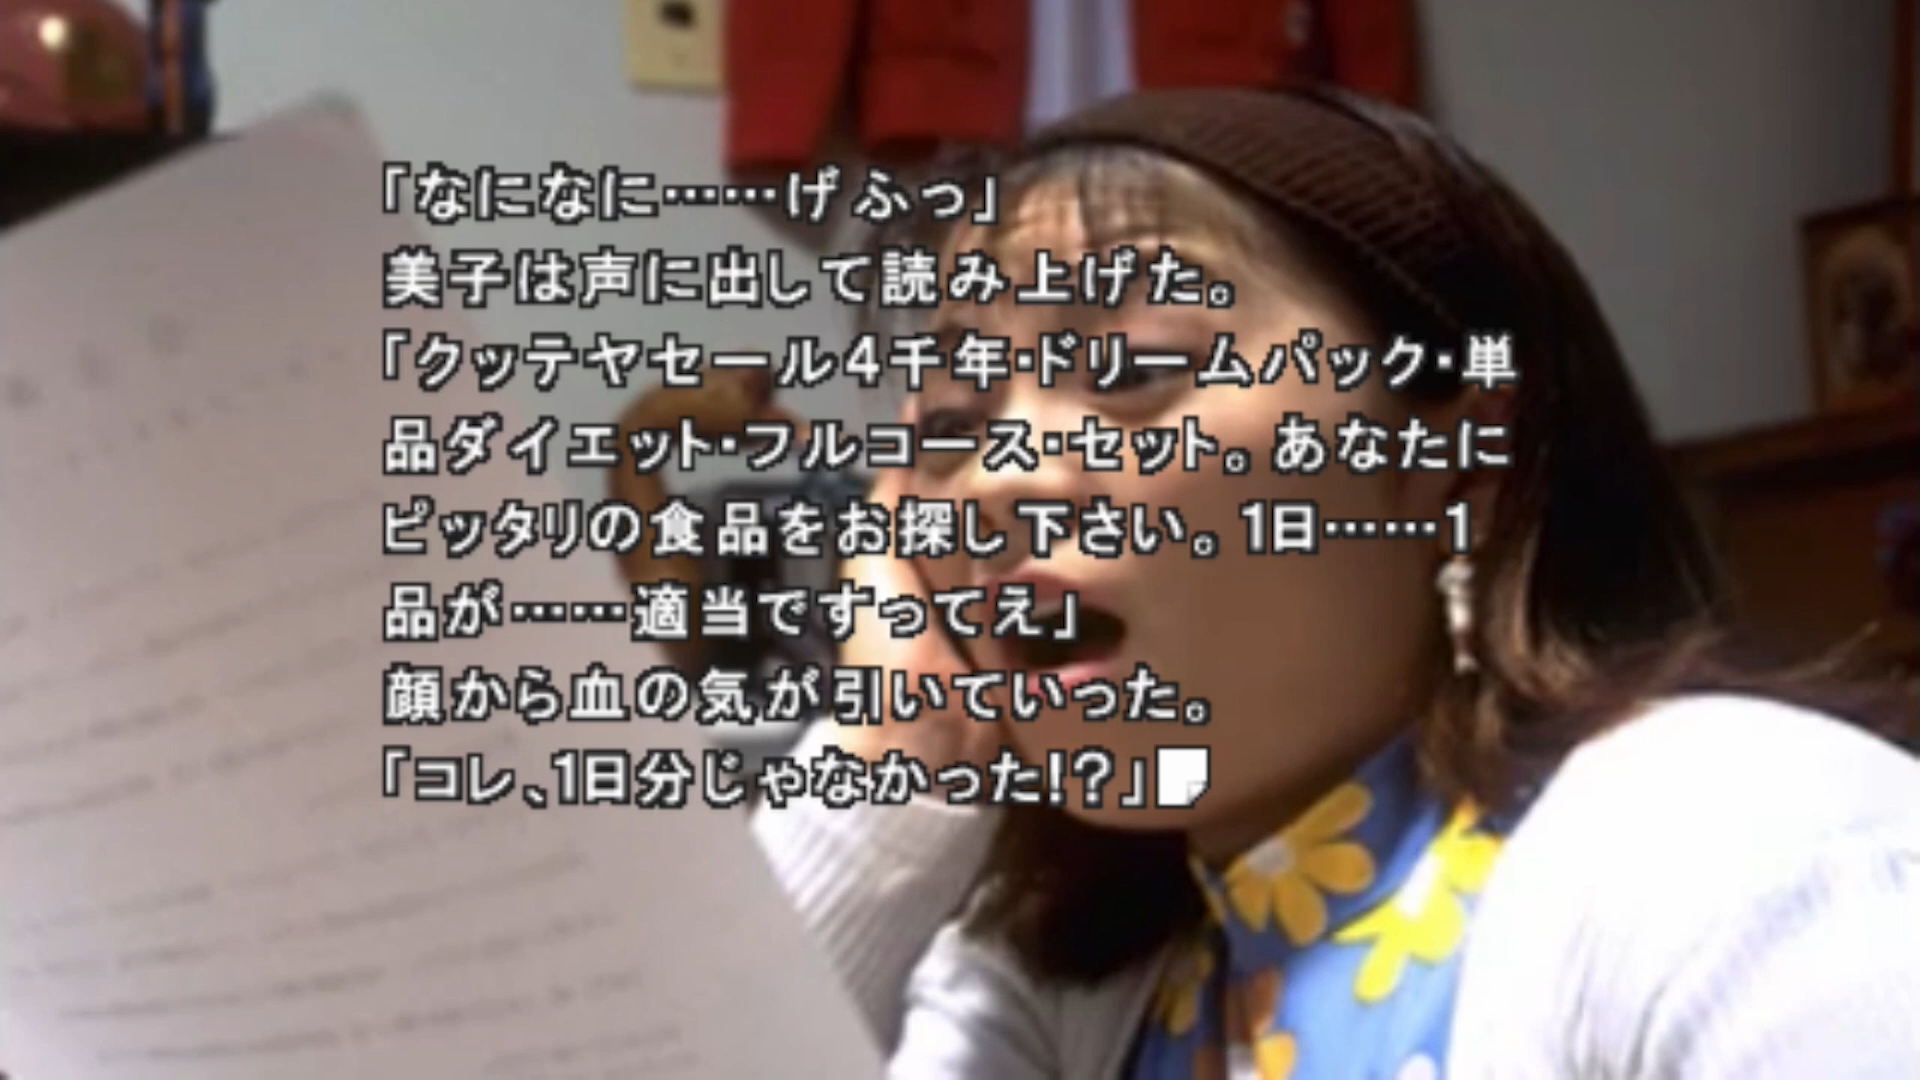 「なになに……げふっ」
美子は声に出して読み上げた。
「クッテヤセール4千年・ドリームパック・単
品ダイエット・フルコース・セット。あなたに
ピッタリの食品をお探し下さい。1日……1
品が……適当ですってえ」
顔から血の気が引いていった。
「コレ、1日分じゃなかった!?」